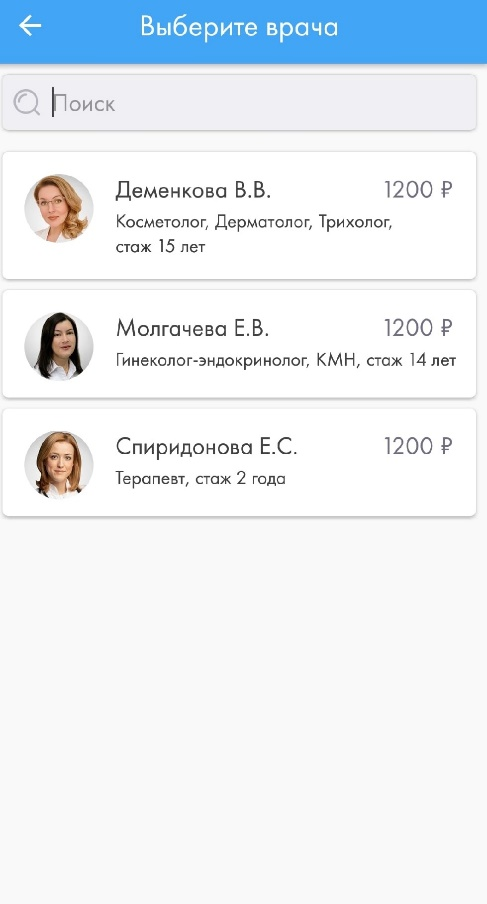 Выберите врача
Поиск
Деменкова В.В. 1200 ₽
Косметолог, Дерматолог, Трихолог,
стаж 15 лет
Молгачева Е.В. 1200 ₽
Гинеколог-эндокринолог, КМН, стаж 14 лет
Спиридонова Е.С. 1200 ₽
Терапевт, стаж 2 года